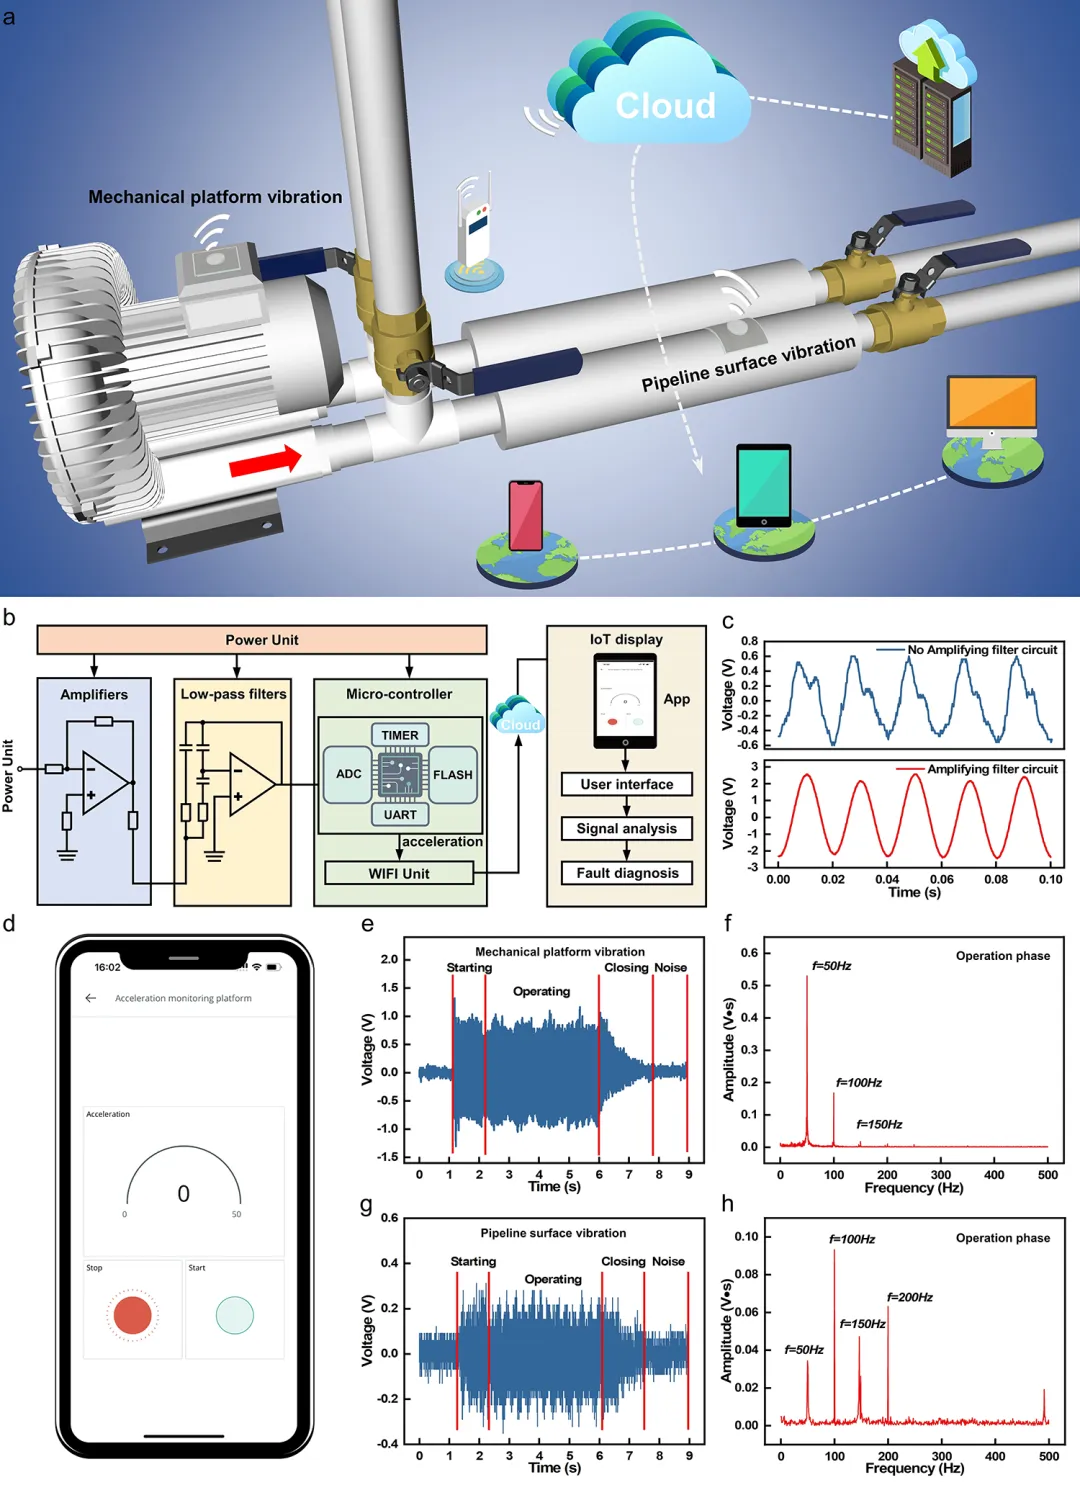 a
Cloud
Mechanical platform vibration
Pipeline surface vibration
b
Power Unit
Amplifiers
Low-pass filters
Micro-controller
TIMER
ADC
FLASH
UART
acceleration
WIFI Unit
Power Unit
Cloud
IoT display
App
User interface
Signal analysis
Fault diagnosis
c
No Amplifying filter circuit
Voltage (V)
0.8
0.6
0.4
0.2
0.0
-0.2
-0.4
-0.6
Amplifying filter circuit
Voltage (V)
3
2
1
0
-1
-2
-3
0.00 0.02 0.04 0.06 0.08 0.10
Time (s)
d
16:02
Acceleration monitoring platform
Acceleration
0
0 50
Stop
Start
e
Mechanical platform vibration
Starting
Operating
Closing
Noise
Voltage (V)
2.0
1.5
1.0
0.5
0.0
-0.5
-1.0
-1.5
0 1 2 3 4 5 6 7 8 9
Time (s)
f
Operation phase
f=50Hz
f=100Hz
f=150Hz
Amplitude (V•s)
0.6
0.5
0.4
0.3
0.2
0.1
0.0
0 100 200 300 400 500
Frequency (Hz)
g
Pipeline surface vibration
Starting
Operating
Closing
Noise
Voltage (V)
0.6
0.4
0.2
0.0
-0.2
-0.4
0 1 2 3 4 5 6 7 8 9
Time (s)
h
Operation phase
f=100Hz
f=200Hz
f=150Hz
f=50Hz
Amplitude (V•s)
0.10
0.08
0.06
0.04
0.02
0.00
0 100 200 300 400 500
Frequency (Hz)